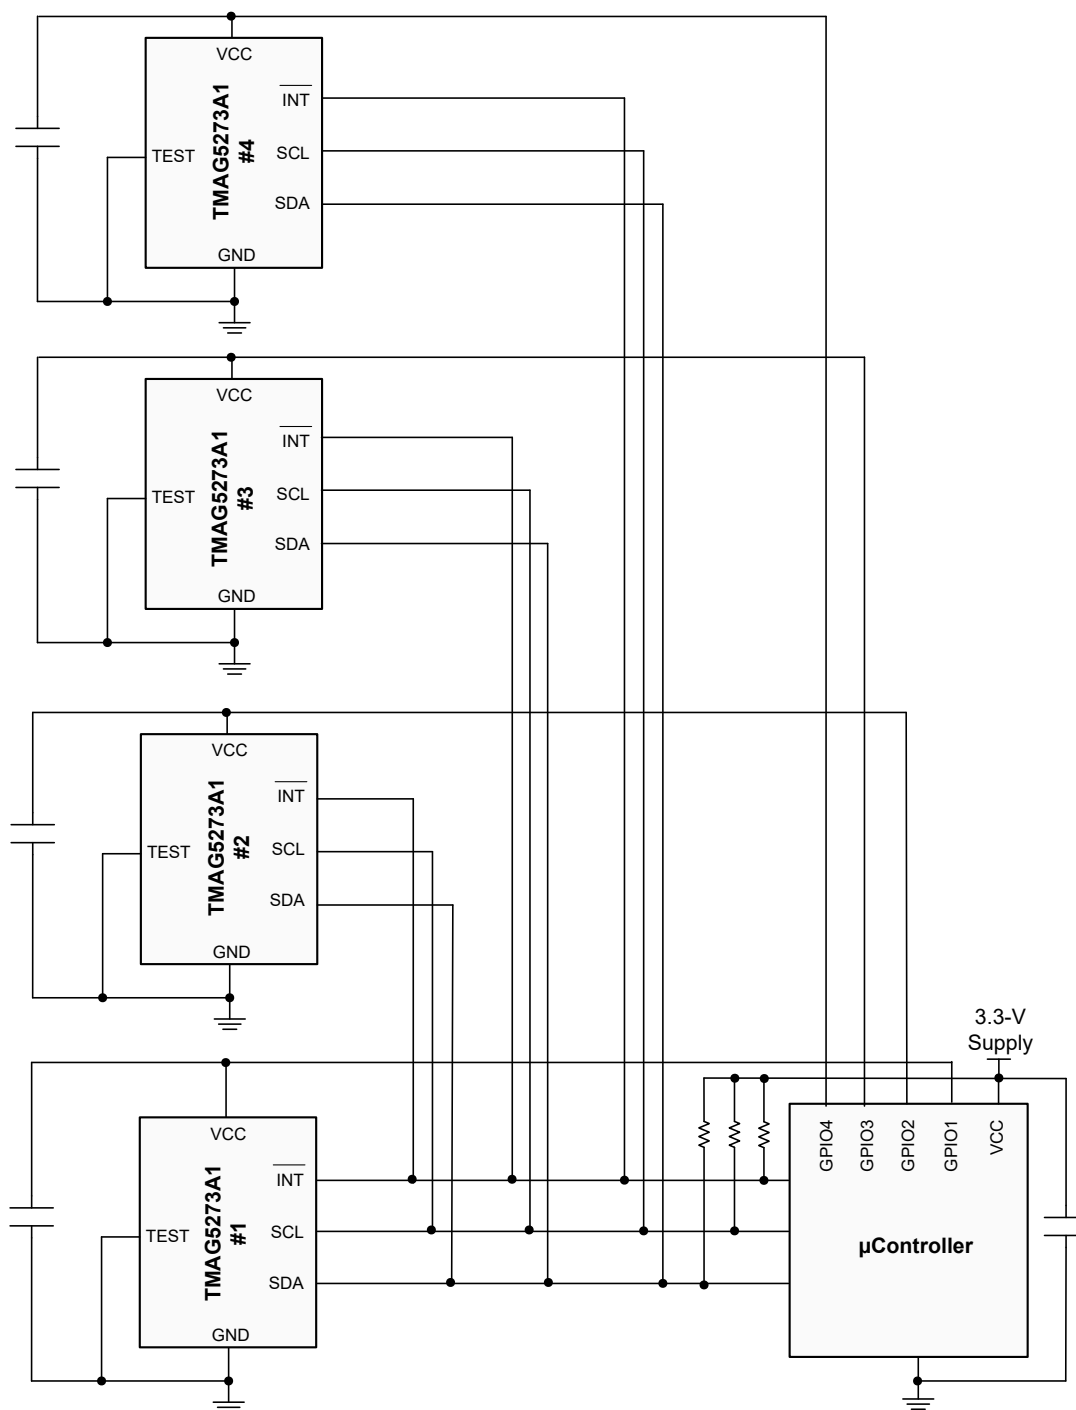 VCC
INT
TEST
TMAG5273A1
#4
SCL
SDA
GND
VCC
INT
TEST
TMAG5273A1
#3
SCL
SDA
GND
VCC
INT
TEST
TMAG5273A1
#2
SCL
SDA
GND
3.3-V
Supply
VCC
INT
TEST
TMAG5273A1
#1
SCL
SDA
GND
GPIO4
GPIO3
GPIO2
GPIO1
VCC
µController